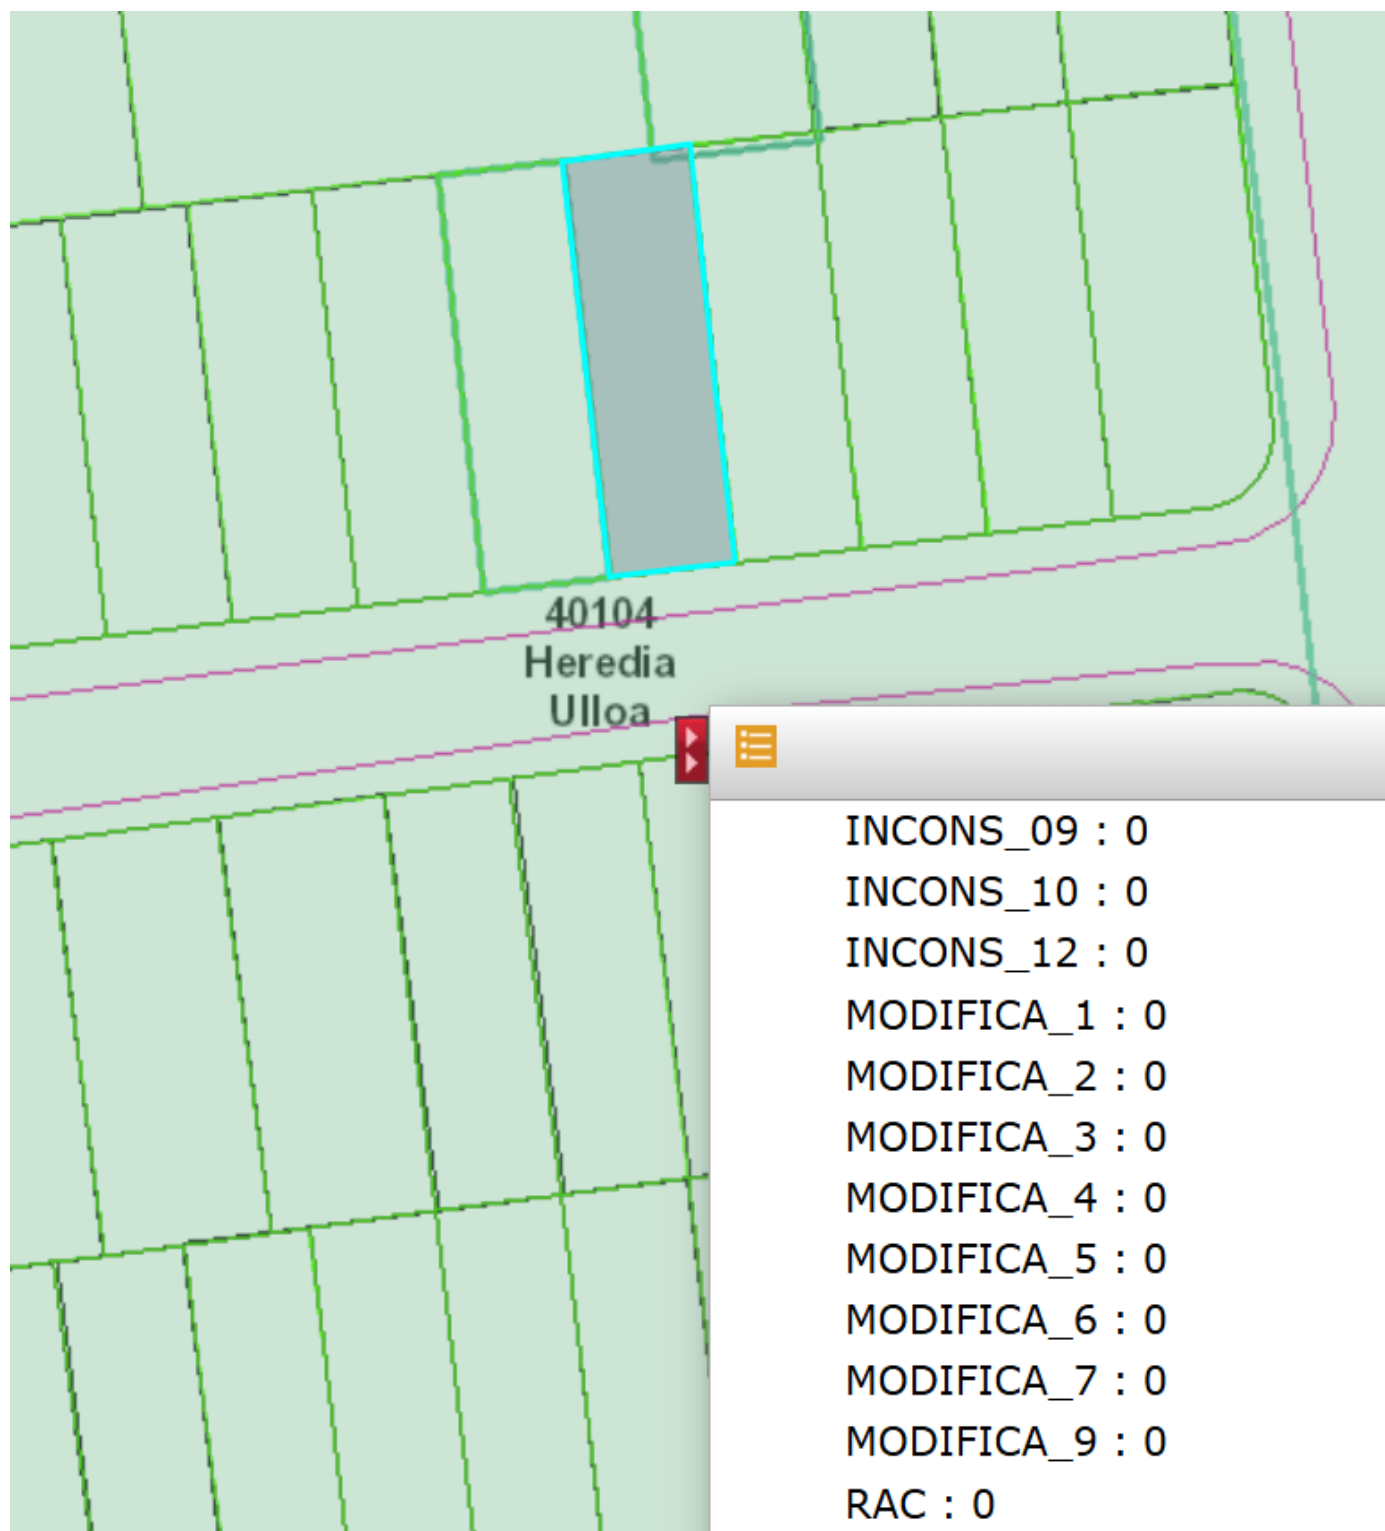 40104
Heredia
Ulloa
INCONS_09 : 0
INCONS_10 : 0
INCONS_12 : 0
MODIFICA_1 : 0
MODIFICA_2 : 0
MODIFICA_3 : 0
MODIFICA_4 : 0
MODIFICA_5 : 0
MODIFICA_6 : 0
MODIFICA_7 : 0
MODIFICA_9 : 0
RAC : 0